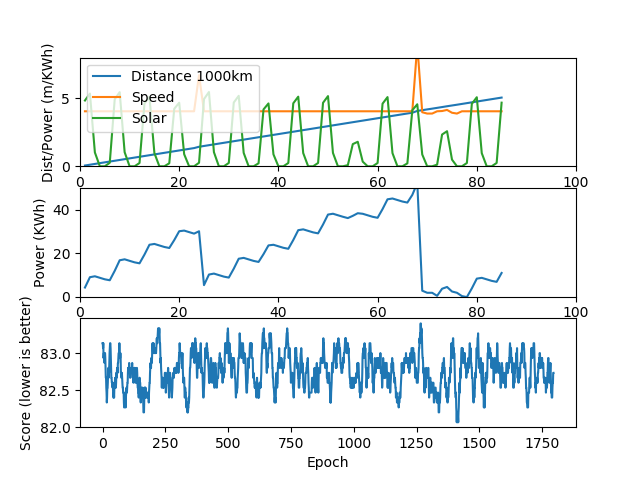 Dist/Power (m/KWh)
5
0
Distance 1000km
Speed
Solar
0 20 40 60 80 100
Power (KWh)
40
20
0
0 20 40 60 80 100
Score (lower is better)
83.0
82.5
82.0
0 250 500 750 1000 1250 1500 1750
Epoch